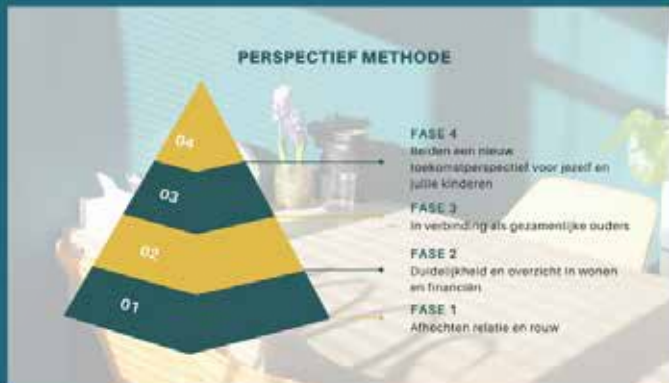 PERSPECTIEF METHODE
04
03
02
01
FASE 4
Beiden een nieuw
toekomstperspectief voor jezelf en
jullie kinderen
FASE 3
In verbinding als gezamenlijke ouders
FASE 2
Duidelijkheid en overzicht in wonen
en financiën
FASE 1
Afhechten relatie en rouw